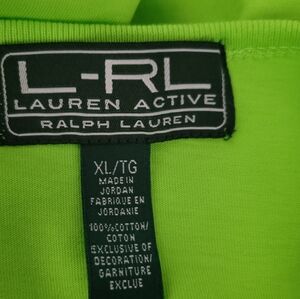 L-RL
LAUREN ACTIVE
RALPH LAUREN
XL/TG
MADE IN
JORDAN
FABRIQUE EN
JORDANIE
100% COTTON/
COTON
EXCLUSIVE OF
DECORATION/
GARNITURE
EXCLUE